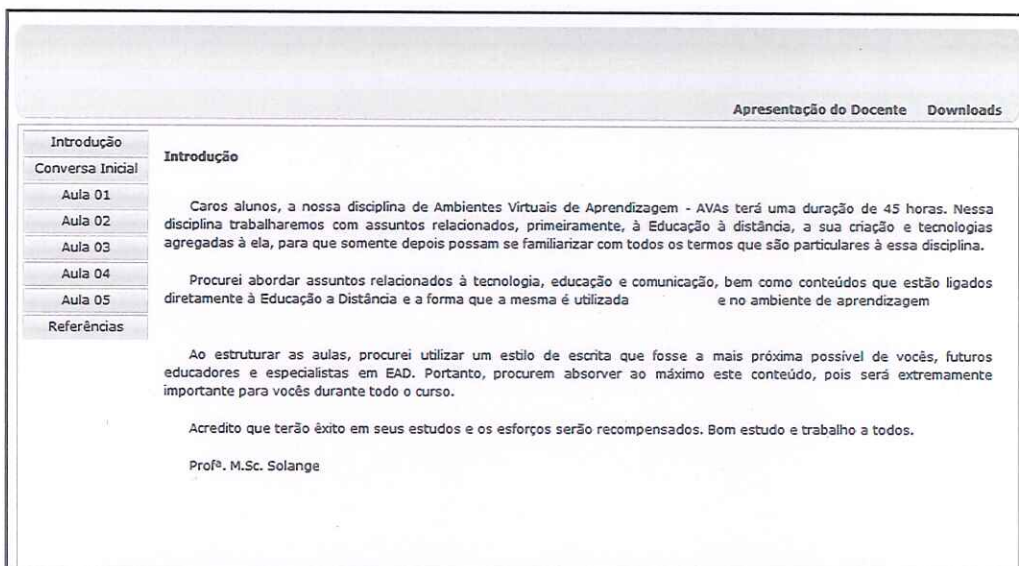 Apresentação do Docente Downloads
Introdução
Conversa Inicial
Aula 01
Aula 02
Aula 03
Aula 04
Aula 05
Referências
Introdução
Caros alunos, a nossa disciplina de Ambientes Virtuais de Aprendizagem - AVAs terá uma duração de 45 horas. Nessa
disciplina trabalharemos com assuntos relacionados, primeiramente, à Educação à distância, a sua criação e tecnologias
agregadas à ela, para que somente depois possam se familiarizar com todos os termos que são particulares à essa disciplina.
Procurei abordar assuntos relacionados à tecnologia, educação e comunicação, bem como conteúdos que estão ligados
diretamente à Educação a Distância e a forma que a mesma é utilizada e no ambiente de aprendizagem
Ao estruturar as aulas, procurei utilizar um estilo de escrita que fosse a mais próxima possível de vocês, futuros
educadores e especialistas em EAD. Portanto, procurem absorver ao máximo este conteúdo, pois será extremamente
importante para vocês durante todo o curso.
Acredito que terão êxito em seus estudos e os esforços serão recompensados. Bom estudo e trabalho a todos.
Profª. M.Sc. Solange